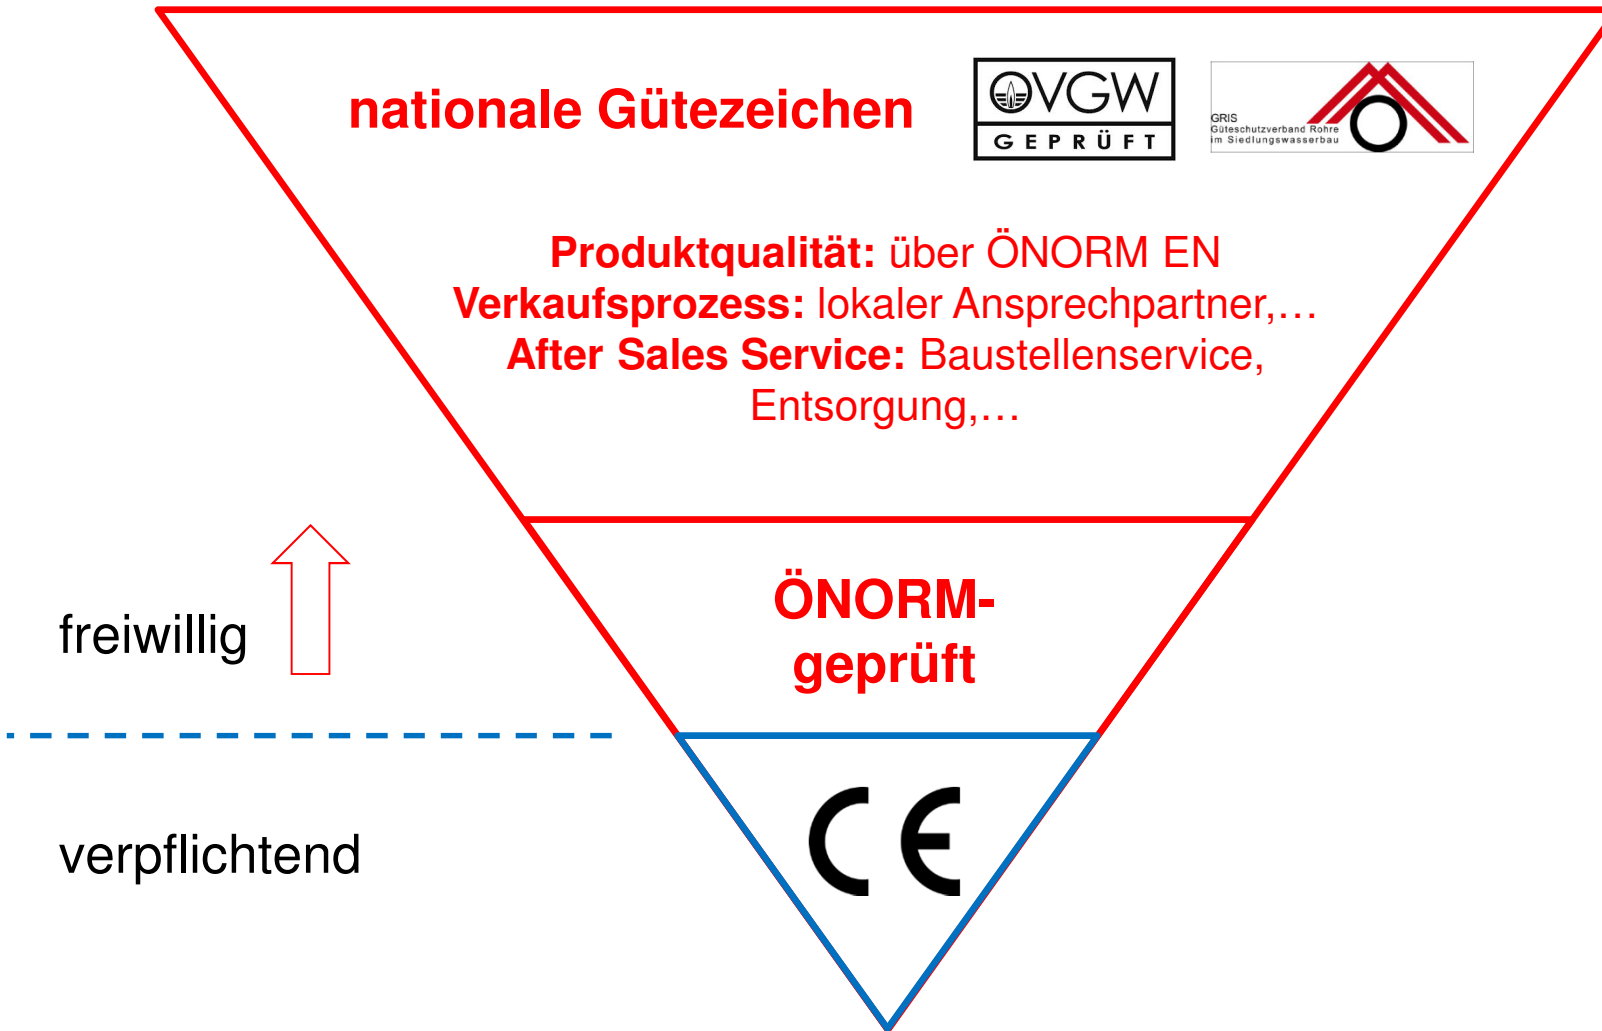 nationale Gütezeichen
ÖVGW
GEPRÜFT
GRIS
Güteschutzverband Rohre
im Siedlungswasserbau
Produktqualität: über ÖNORM EN
Verkaufsprozess: lokaler Ansprechpartner,…
After Sales Service: Baustellenservice,
Entsorgung,…
ÖNORM-
geprüft
freiwillig
CE
verpflichtend